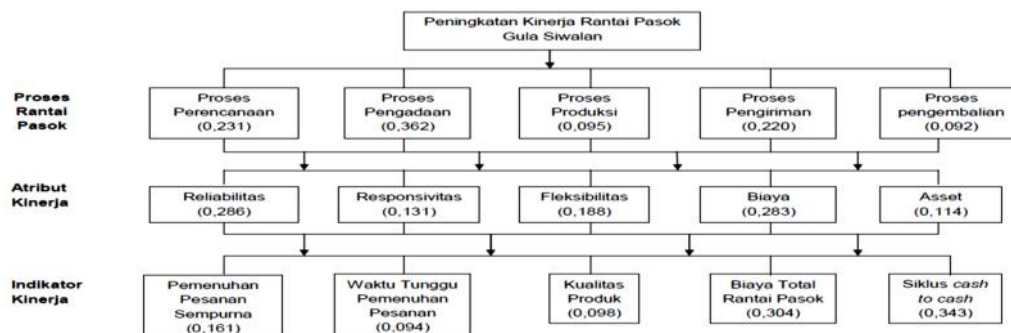 Peningkatan Kinerja Rantai Pasok
Gula Siwalan
Proses
Rantai
Pasok
Proses
Perencanaan
(0,231)
Proses
Pengadaan
(0,362)
Proses
Produksi
(0,095)
Proses
Pengiriman
(0,220)
Proses
pengembalian
(0,092)
Atribut
Kinerja
Reliabilitas
(0,286)
Responsivitas
(0,131)
Fleksibilitas
(0,188)
Biaya
(0,283)
Asset
(0,114)
Indikator
Kinerja
Pemenuhan
Pesanan
Sempurna
(0,161)
Waktu Tunggu
Pemenuhan
Pesanan
(0,094)
Kualitas
Produk
(0,098)
Biaya Total
Rantai Pasok
(0,304)
Siklus cash
to cash
(0,343)